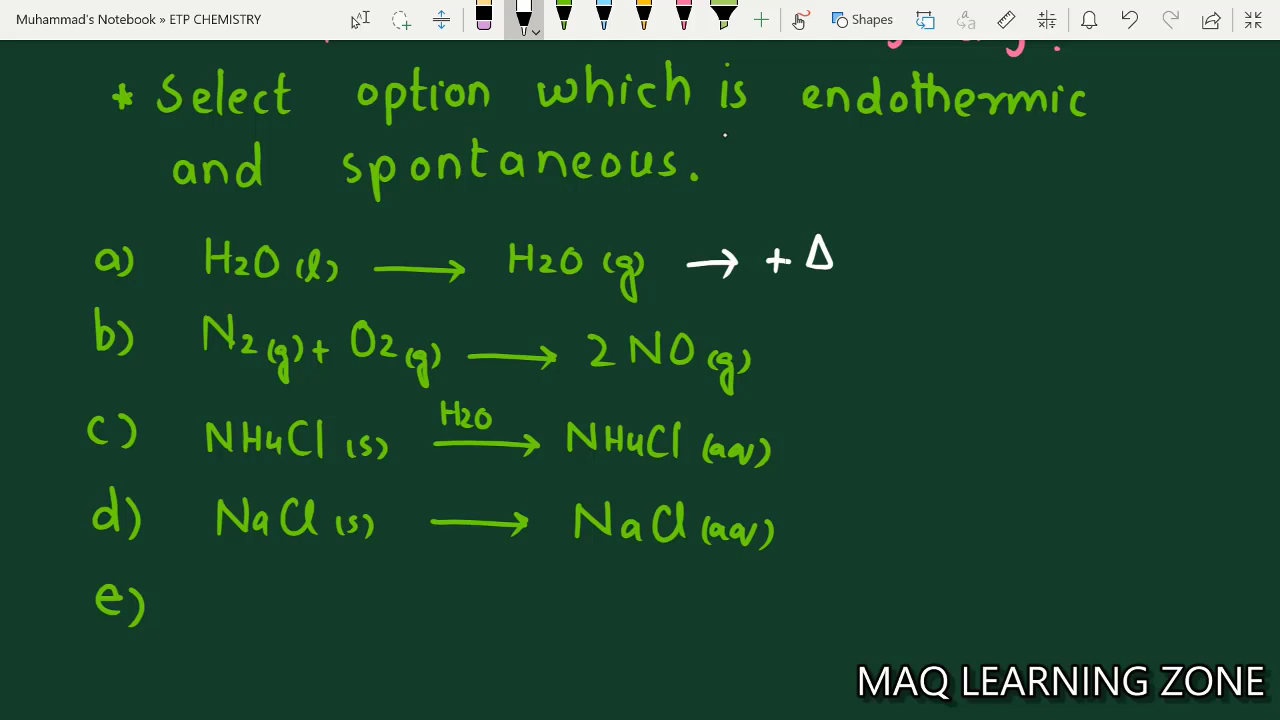 Muhammad's Notebook » ETP CHEMISTRY
Shapes
* Select option which is endothermic
and spontaneous.
a) H2O (l) → H2O (g) → + Δ
b) N2 (g) + O2 (g) → 2 NO (g)
H2O
c) NH4Cl (s) → NH4Cl (aq)
d) NaCl (s) → NaCl (aq)
e)
MAQ LEARNING ZONE